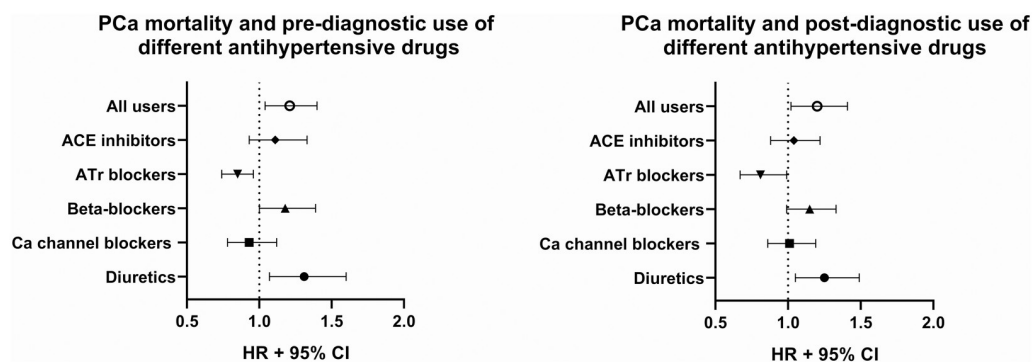 PCa mortality and pre-diagnostic use of
different antihypertensive drugs
All users
ACE inhibitors
ATr blockers
Beta-blockers
Ca channel blockers
Diuretics
0.5 1.0 1.5 2.0
HR + 95% CI
PCa mortality and post-diagnostic use of
different antihypertensive drugs
All users
ACE inhibitors
ATr blockers
Beta-blockers
Ca channel blockers
Diuretics
0.5 1.0 1.5 2.0
HR + 95% CI